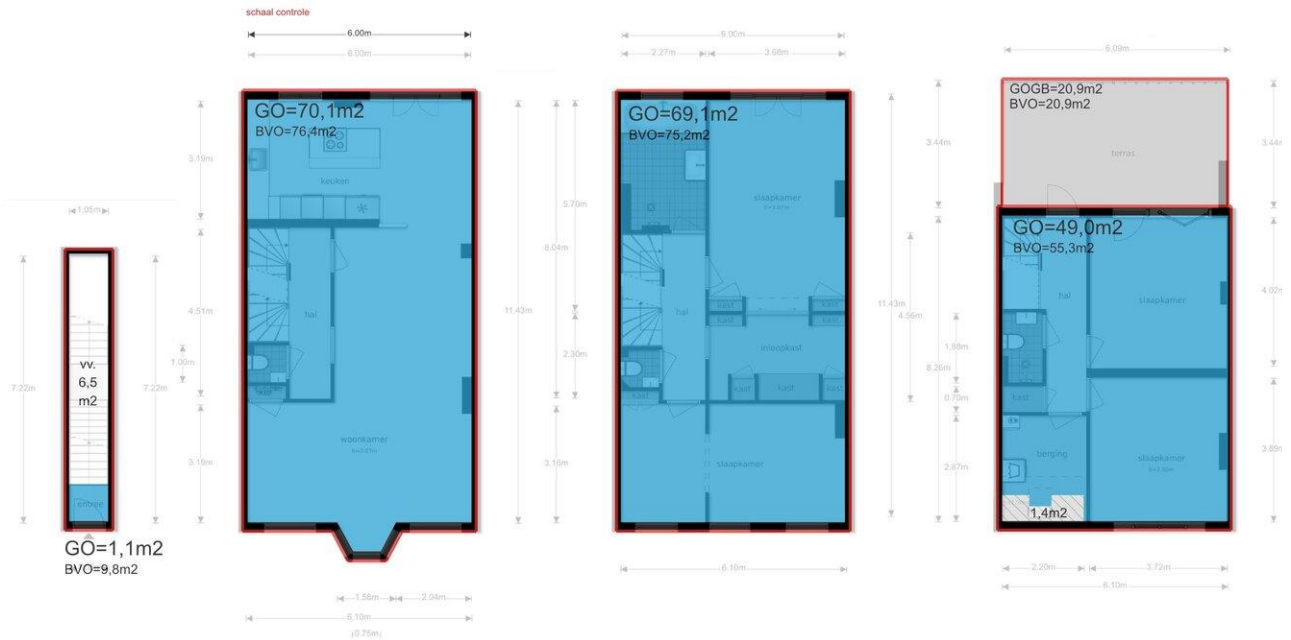 schaal controle
6.00m
6.00m
6.00m
2.27m
3.68m
6.09m
GO=70,1m2
BVO=76,4m2
GO=69,1m2
BVO=75,2m2
GOGB=20,9m2
BVO=20,9m2
terras
3.44m
3.44m
3.19m
keuken
slaapkamer
5.70m
1.05m
GO=49,0m2
BVO=55,3m2
7.22m
7.22m
vv.
6,5
m2
entree
GO=1,1m2
BVO=9,8m2
4.51m
1.00m
3.19m
hal
woonkamer
11.43m
8.04m
2.30m
3.16m
hal
kast
kast
kast
kast
inloopkast
kast
kast
kast
kast
slaapkamer
11.43m
4.56m
1.88m
8.26m
0.70m
2.87m
hal
slaapkamer
4.02m
kast
berging
slaapkamer
3.89m
1,4m2
1.56m
2.04m
6.10m
(0.75m)
6.10m
2.20m
3.72m
6.10m